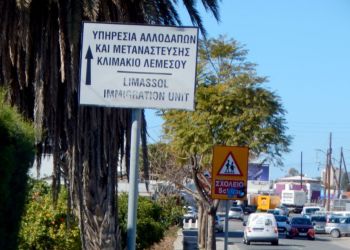 ΥΠΗΡΕΣΙΑ ΑΛΛΟΔΑΠΩΝ
ΚΑΙ ΜΕΤΑΝΑΣΤΕΥΣΗΣ
ΚΛΙΜΑΚΙΟ ΛΕΜΕΣΟΥ
LIMASSOL
IMMIGRATION UNIT
ΣΧΟΛΕΙΟ